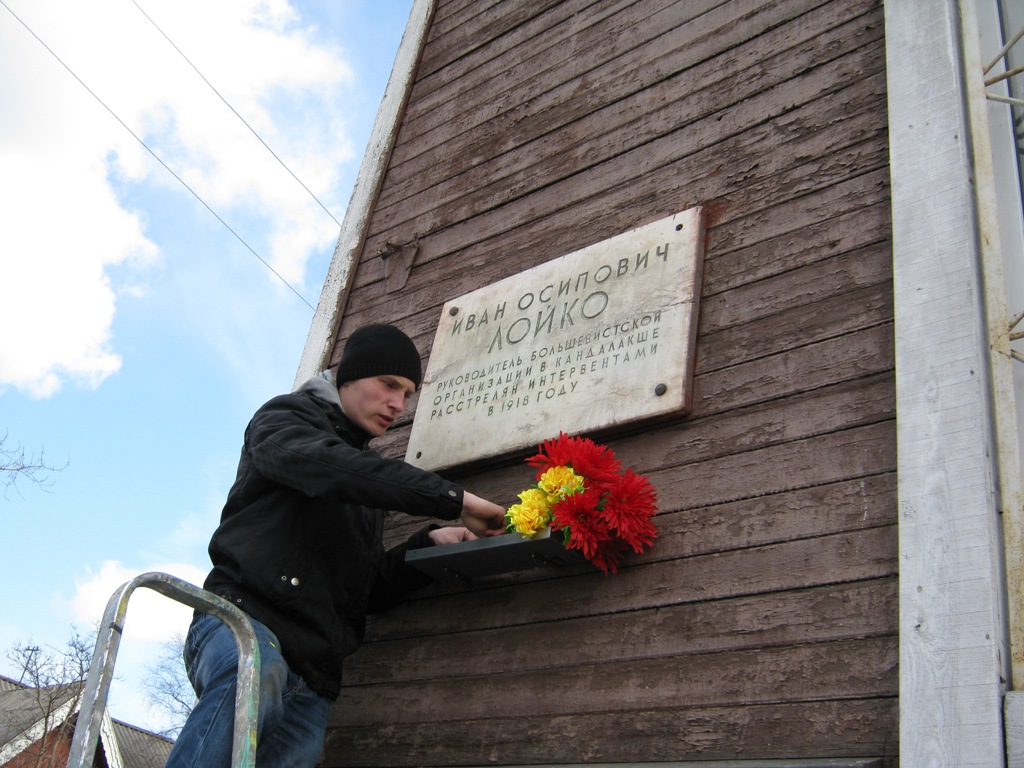 ИВАН ОСИПОВИЧ
ЛОЙКО
РУКОВОДИТЕЛЬ БОЛЬШЕВИСТСКОЙ
ОРГАНИЗАЦИИ В КАНДАЛАКШЕ
РАССТРЕЛЯН ИНТЕРВЕНТАМИ
В 1918 ГОДУ